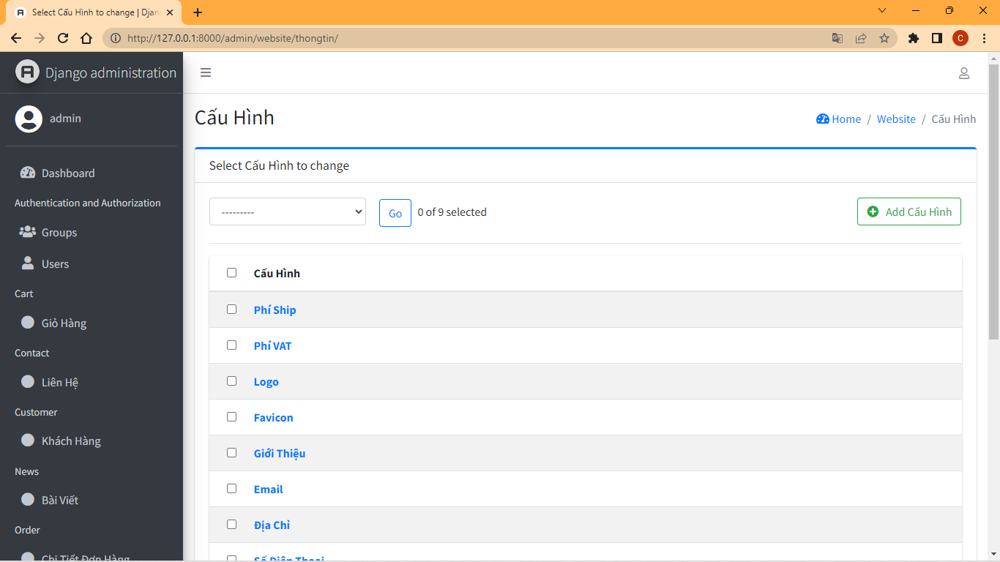 Select Cấu Hình to change | Djan
http://127.0.0.1:8000/admin/website/thongtin/
C
Django administration
admin
Dashboard
Authentication and Authorization
Groups
Users
Cart
Giỏ Hàng
Contact
Liên Hệ
Customer
Khách Hàng
News
Bài Viết
Order
Chi Tiết Đơn Hàng
Cấu Hình
Home / Website / Cấu Hình
Select Cấu Hình to change
---------
Go
0 of 9 selected
Add Cấu Hình
Cấu Hình
Phí Ship
Phí VAT
Logo
Favicon
Giới Thiệu
Email
Địa Chỉ
Số Điện Thoại